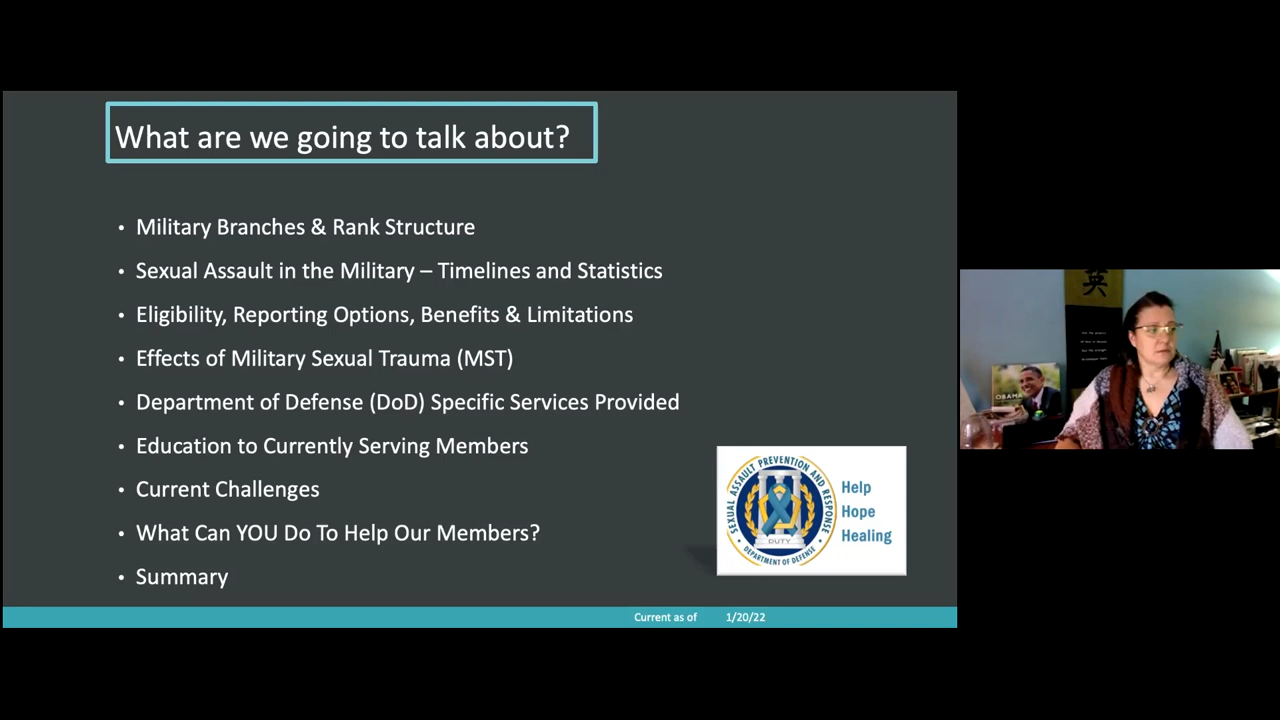 What are we going to talk about?
• Military Branches & Rank Structure
• Sexual Assault in the Military – Timelines and Statistics
• Eligibility, Reporting Options, Benefits & Limitations
• Effects of Military Sexual Trauma (MST)
• Department of Defense (DoD) Specific Services Provided
• Education to Currently Serving Members
• Current Challenges
• What Can YOU Do To Help Our Members?
• Summary
SEXUAL ASSAULT PREVENTION AND RESPONSE
DUTY
• DEPARTMENT OF DEFENSE •
Help
Hope
Healing
Current as of 1/20/22
英
OBAMA